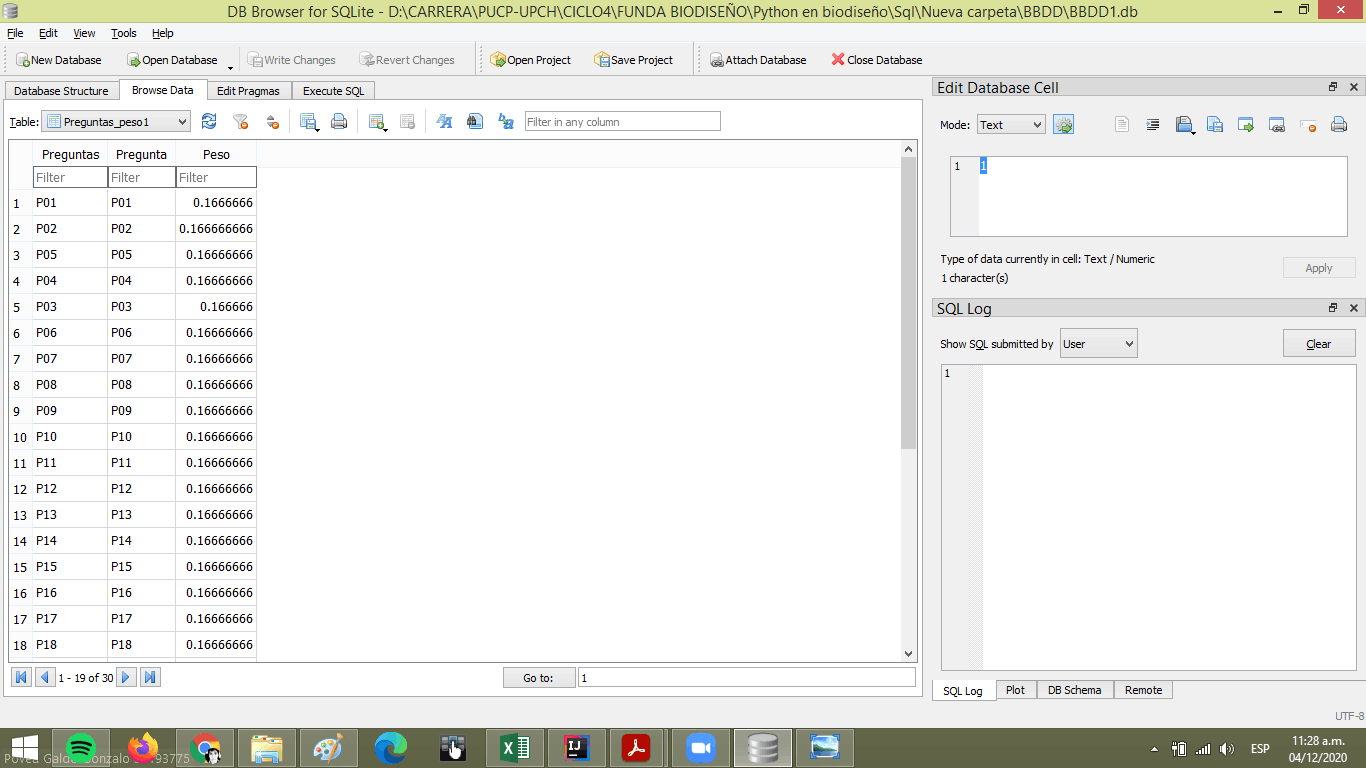 DB Browser for SQLite - D:\CARRERA\PUCP-UPCH\CICLO4\FUNDA BIODISEÑO\Python en biodiseño\Sql\Nueva carpeta\BBDD\BBDD1.db
File Edit View Tools Help
New Database Open Database Write Changes Revert Changes Open Project Save Project Attach Database Close Database
Database Structure Browse Data Edit Pragmas Execute SQL
Table: Preguntas_peso1 Filter in any column
Preguntas Pregunta Peso
Filter Filter Filter
1 P01 P01 0.1666666
2 P02 P02 0.166666666
3 P05 P05 0.16666666
4 P04 P04 0.16666666
5 P03 P03 0.166666
6 P06 P06 0.16666666
7 P07 P07 0.16666666
8 P08 P08 0.16666666
9 P09 P09 0.16666666
10 P10 P10 0.16666666
11 P11 P11 0.16666666
12 P12 P12 0.16666666
13 P13 P13 0.16666666
14 P14 P14 0.16666666
15 P15 P15 0.16666666
16 P16 P16 0.16666666
17 P17 P17 0.16666666
18 P18 P18 0.16666666
1 - 19 of 30 Go to: 1
Edit Database Cell
Mode: Text
1 1
Type of data currently in cell: Text / Numeric
1 character(s)
Apply
SQL Log
Show SQL submitted by User Clear
1
SQL Log Plot DB Schema Remote
UTF-8
ESP
11:28 a.m.
04/12/2020